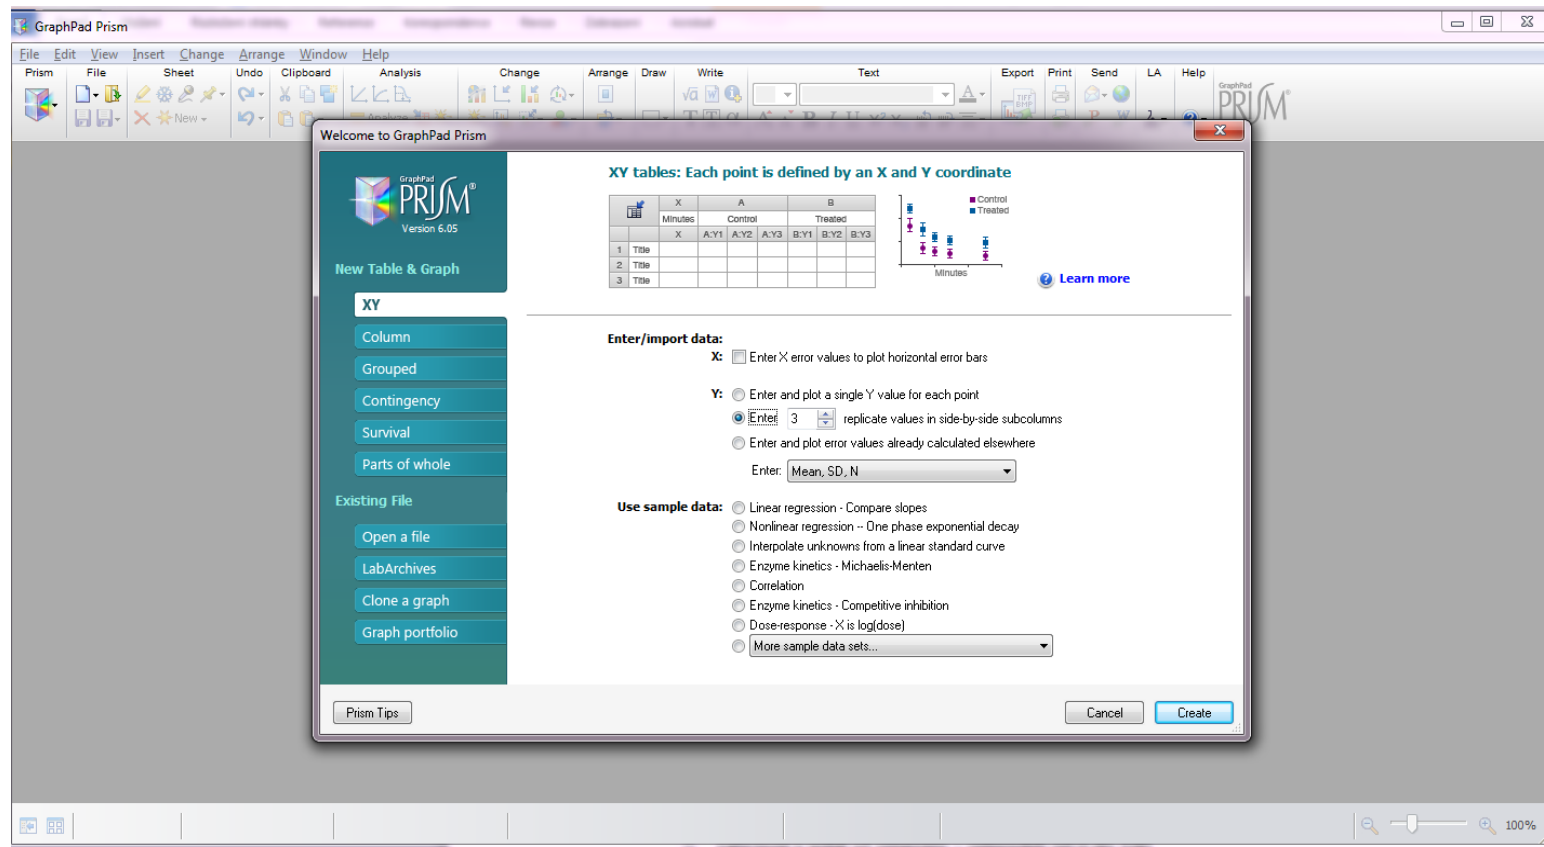 GraphPad Prism
File Edit View Insert Change Arrange Window Help
Prism File Sheet Undo Clipboard Analysis Change Arrange Draw Write Text Export Print Send LA Help
New
GraphPad
PRISM
Welcome to GraphPad Prism
GraphPad
PRISM®
Version 6.05
New Table & Graph
XY
Column
Grouped
Contingency
Survival
Parts of whole
Existing File
Open a file
LabArchives
Clone a graph
Graph portfolio
XY tables: Each point is defined by an X and Y coordinate
X A B
Minutes Control Treated
X A:Y1 A:Y2 A:Y3 B:Y1 B:Y2 B:Y3
1 Title
2 Title
3 Title
Control
Treated
Minutes
Learn more
Enter/import data:
X: Enter X error values to plot horizontal error bars
Y: Enter and plot a single Y value for each point
Enter 3 replicate values in side-by-side subcolumns
Enter and plot error values already calculated elsewhere
Enter: Mean, SD, N
Use sample data: Linear regression - Compare slopes
Nonlinear regression -- One phase exponential decay
Interpolate unknowns from a linear standard curve
Enzyme kinetics - Michaelis-Menten
Correlation
Enzyme kinetics - Competitive inhibition
Dose-response - X is log(dose)
More sample data sets...
Prism Tips
Cancel Create
100%